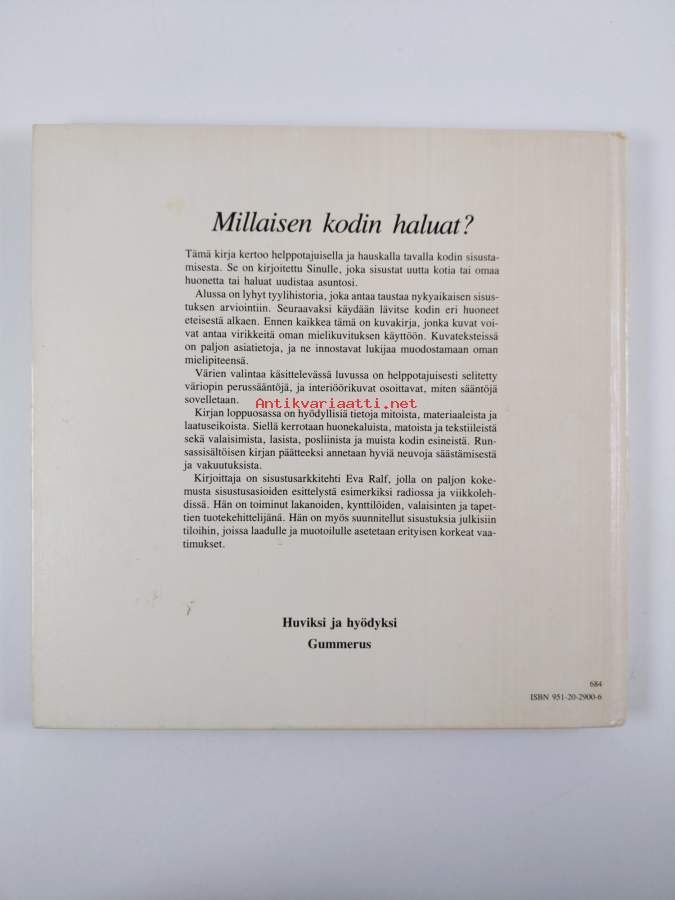 Millaisen kodin haluat?
Tämä kirja kertoo helppotajuisella ja hauskalla tavalla kodin sisusta-
misesta. Se on kirjoitettu Sinulle, joka sisustat uutta kotia tai omaa
huonetta tai haluat uudistaa asuntosi.
Alussa on lyhyt tyylihistoria, joka antaa taustaa nykyaikaisen sisus-
tuksen arviointiin. Seuraavaksi käydään lävitse kodin eri huoneet
eteisestä alkaen. Ennen kaikkea tämä on kuvakirja, jonka kuvat voi-
vat antaa virikkeitä oman mielikuvituksen käyttöön. Kuvateksteissä
on paljon asiatietoja, ja ne innostavat lukijaa muodostamaan oman
mielipiteensä.
Värien valintaa käsittelevässä luvussa on helppotajuisesti selitetty
väriopin perussääntöjä, ja interiöörikuvat osoittavat, miten sääntöjä
sovelletaan.
Antikvariaatti.net
Kirjan loppuosassa on hyödyllisiä tietoja mitoista, materiaaleista ja
laatuseikoista. Siellä kerrotaan huonekaluista, matoista ja tekstiileistä
sekä valaisimista, lasista, posliinista ja muista kodin esineistä. Run-
sassisältöisen kirjan päätteeksi annetaan hyviä neuvoja säästämisestä
ja vakuutuksista.
Kirjoittaja on sisustusarkkitehti Eva Ralf, jolla on paljon koke-
musta sisustusasioiden esittelystä esimerkiksi radiossa ja viikkoleh-
dissä. Hän on toiminut lakanoiden, kynttilöiden, valaisinten ja tapet-
tien tuotekehittelijänä. Hän on myös suunnitellut sisustuksia julkisiin
tiloihin, joissa laadulle ja muotoilulle asetetaan erityisen korkeat vaa-
timukset.
Huviksi ja hyödyksi
Gummerus
684
ISBN 951-20-2900-6